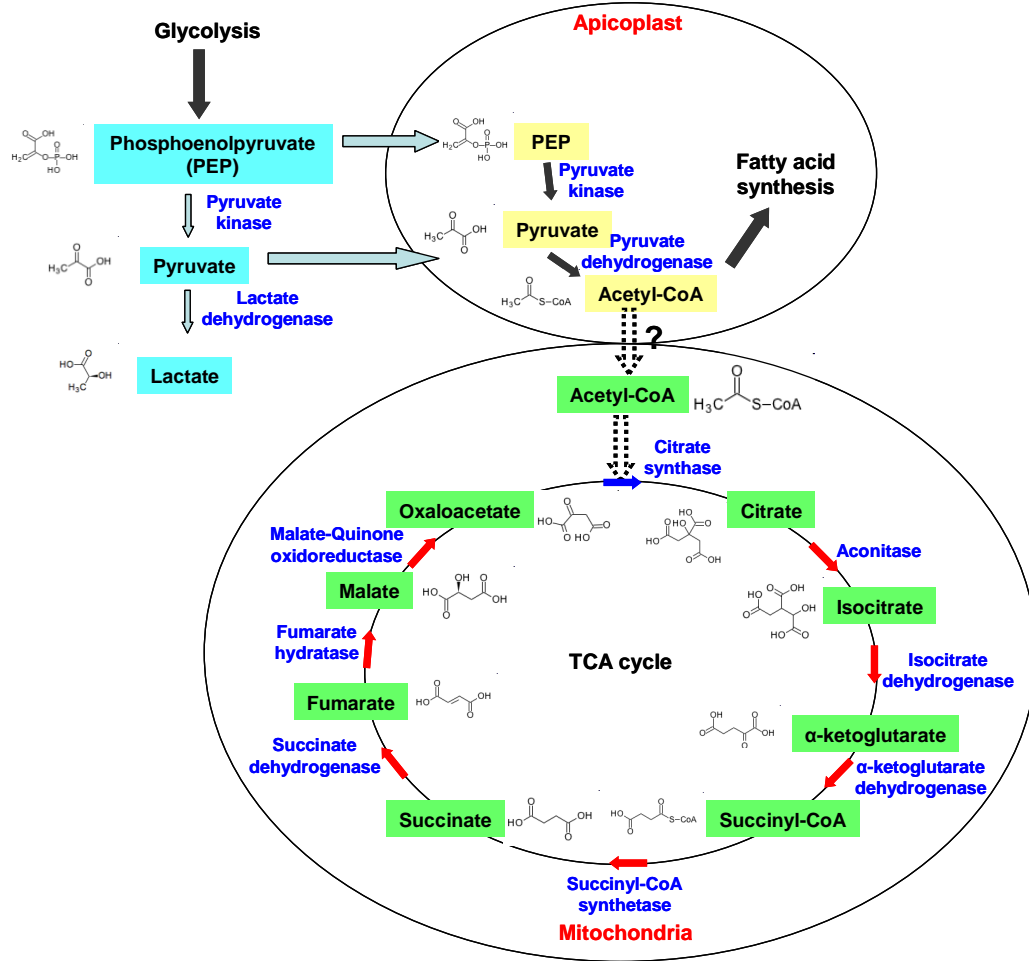 Glycolysis
Apicoplast
Phosphoenolpyruvate
(PEP)
PEP
Pyruvate
kinase
Fatty acid
synthesis
Pyruvate
kinase
Pyruvate
Pyruvate
dehydrogenase
Pyruvate
Lactate
dehydrogenase
Acetyl-CoA
?
Lactate
Acetyl-CoA
Citrate
synthase
Oxaloacetate
Citrate
Malate-Quinone
oxidoreductase
Aconitase
Malate
Isocitrate
Fumarate
hydratase
TCA cycle
Isocitrate
dehydrogenase
Fumarate
α-ketoglutarate
Succinate
dehydrogenase
α-ketoglutarate
dehydrogenase
Succinate
Succinyl-CoA
Succinyl-CoA
synthetase
Mitochondria